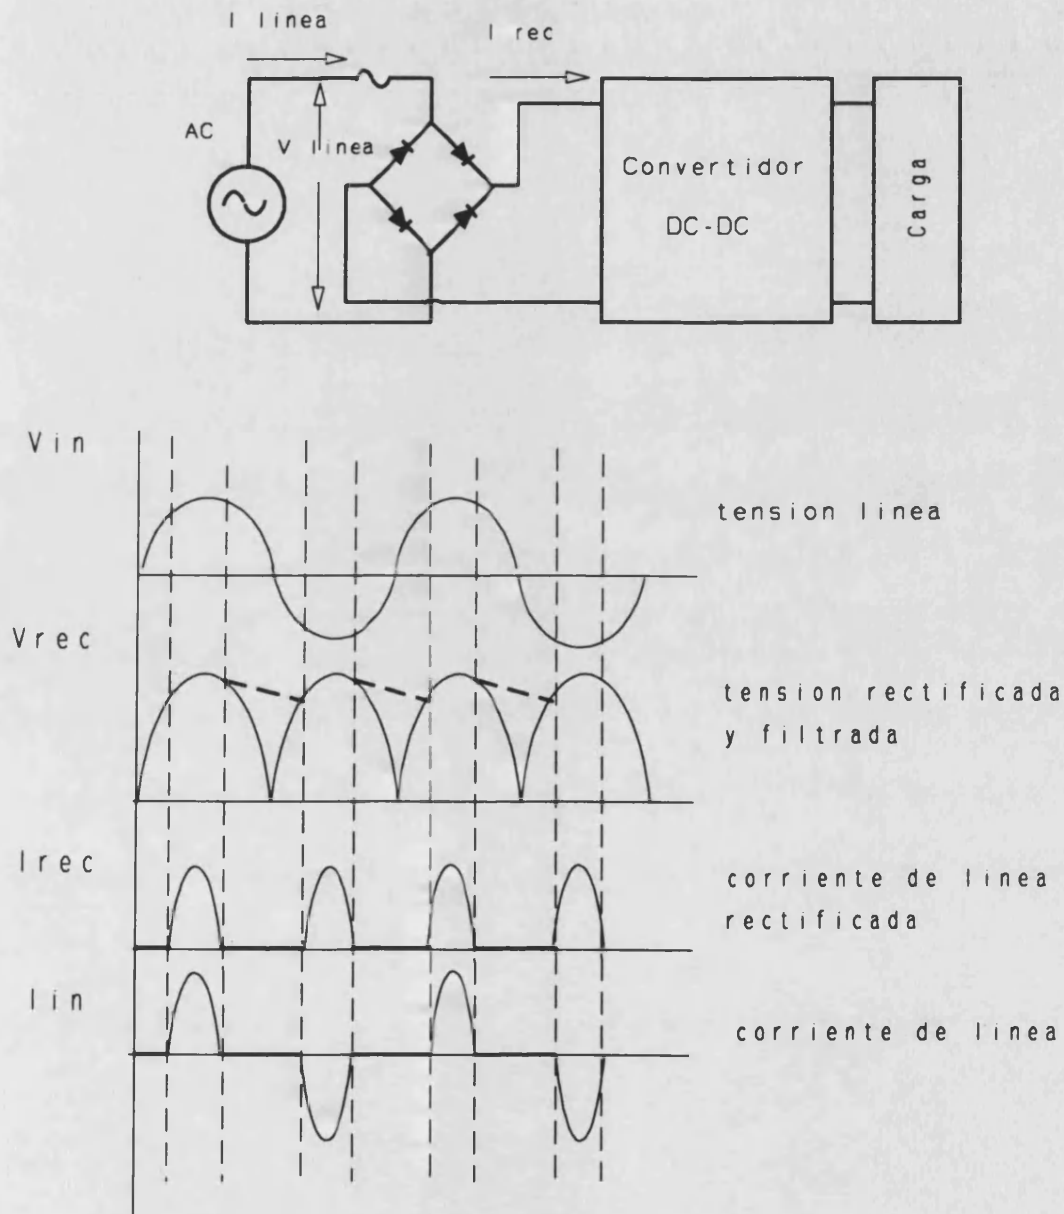 I linea
I rec
AC
V linea
Convertidor
DC-DC
Carga
Vin
tension linea
Vrec
tension rectificada
y filtrada
Irec
corriente de linea
rectificada
Iin
corriente de linea